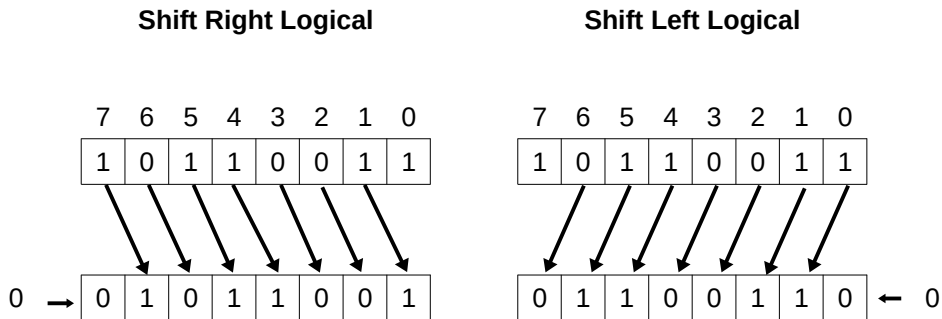 Shift Right Logical
Shift Left Logical
7 6 5 4 3 2 1 0
7 6 5 4 3 2 1 0
1 0 1 1 0 0 1 1
1 0 1 1 0 0 1 1
0 0 1 0 1 1 0 0 1
0 1 1 0 0 1 1 0 0